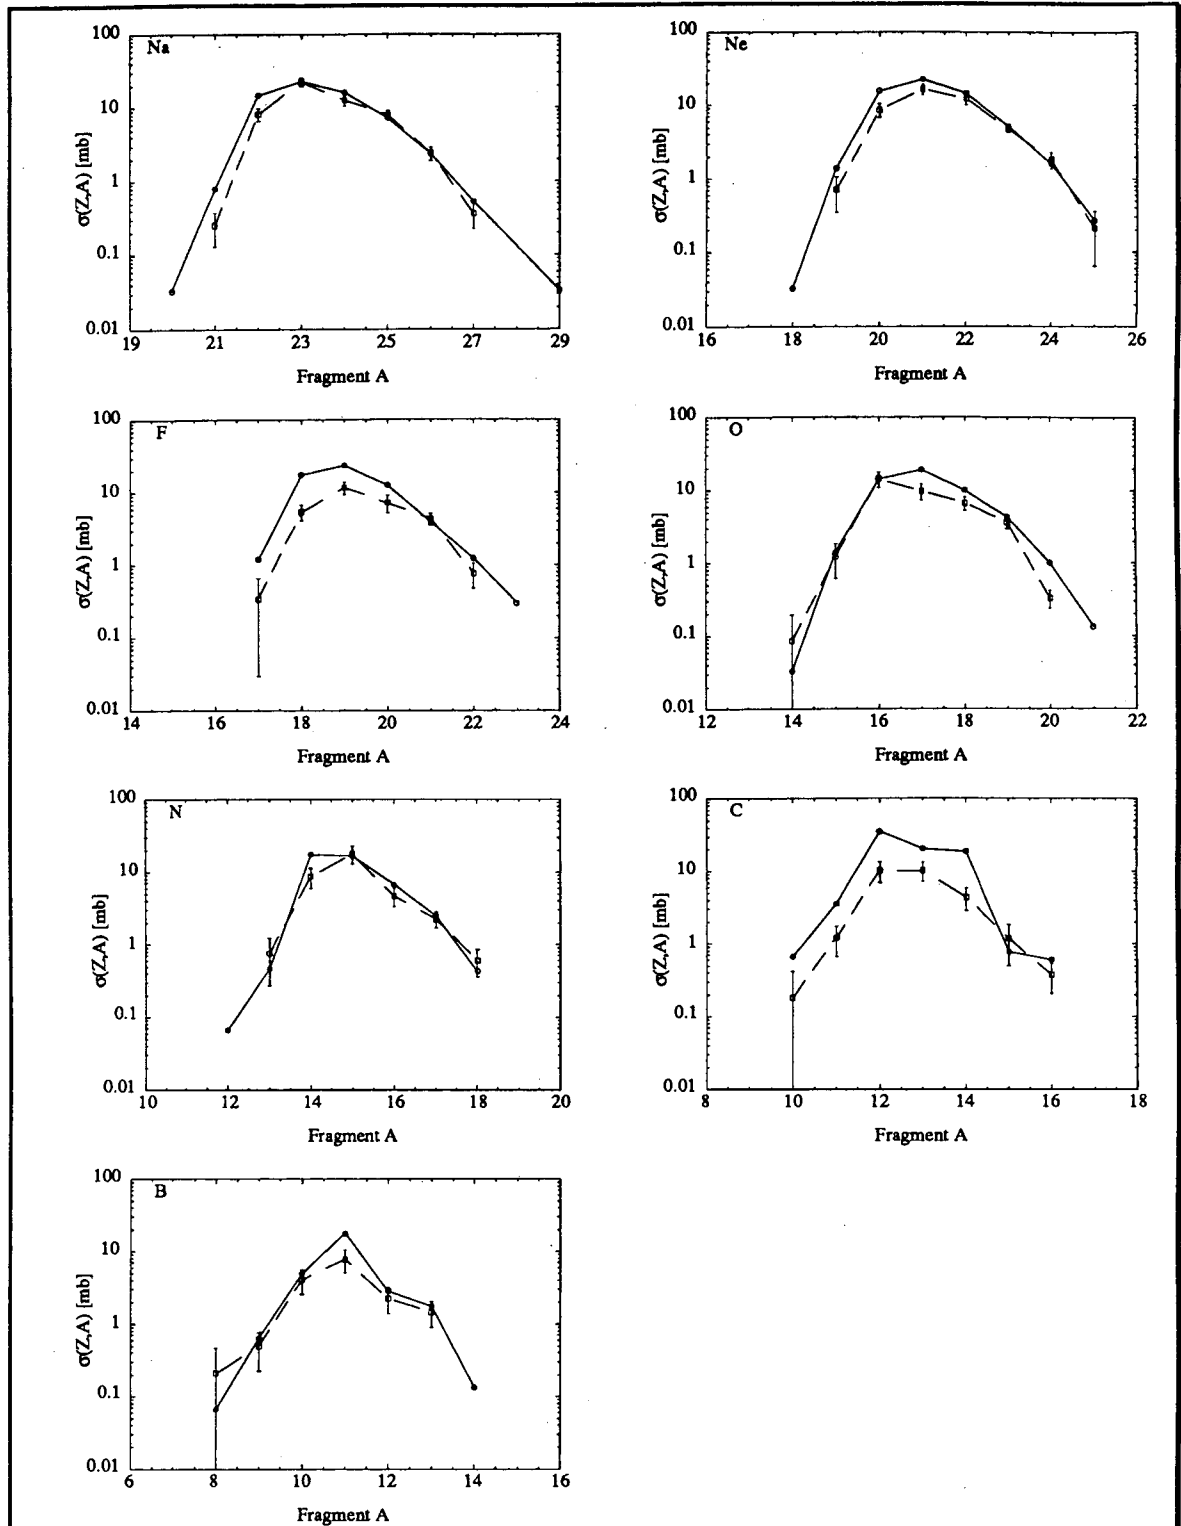 100
Na
10
1
0.1
0.01
19 21 23 25 27 29
σ(Z,A) [mb]
Fragment A
100
Ne
10
1
0.1
0.01
16 18 20 22 24 26
σ(Z,A) [mb]
Fragment A
100
F
10
1
0.1
0.01
14 16 18 20 22 24
σ(Z,A) [mb]
Fragment A
100
O
10
1
0.1
0.01
12 14 16 18 20 22
σ(Z,A) [mb]
Fragment A
100
N
10
1
0.1
0.01
10 12 14 16 18 20
σ(Z,A) [mb]
Fragment A
100
C
10
1
0.1
0.01
8 10 12 14 16 18
σ(Z,A) [mb]
Fragment A
100
B
10
1
0.1
0.01
6 8 10 12 14 16
σ(Z,A) [mb]
Fragment A